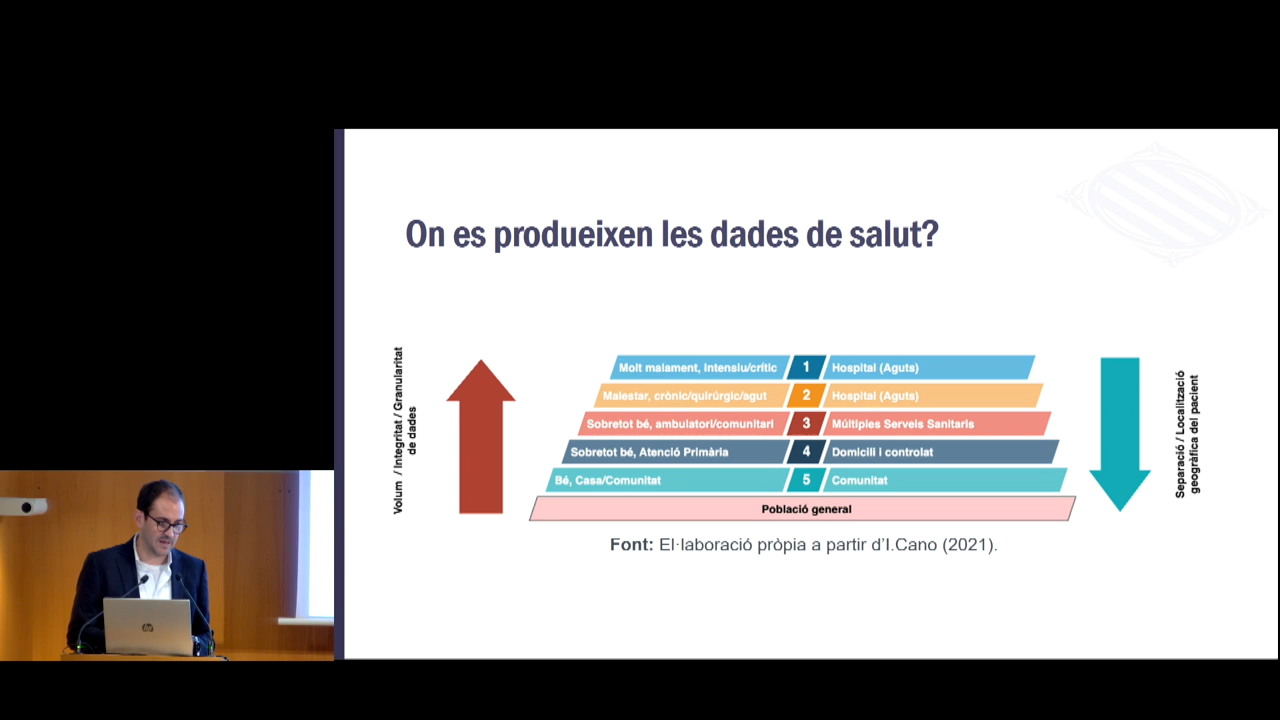 On es produeixen les dades de salut?
Volum / Integritat / Granularitat
de dades
Molt malament, intensiu/crític 1 Hospital (Aguts)
Malestar, crònic/quirúrgic/agut 2 Hospital (Aguts)
Sobretot bé, ambulatori/comunitari 3 Múltiples Serveis Sanitaris
Sobretot bé, Atenció Primària 4 Domicili i controlat
Bé, Casa/Comunitat 5 Comunitat
Població general
Separació / Localització
geogràfica del pacient
Font: El·laboració pròpia a partir d'I.Cano (2021).
hp